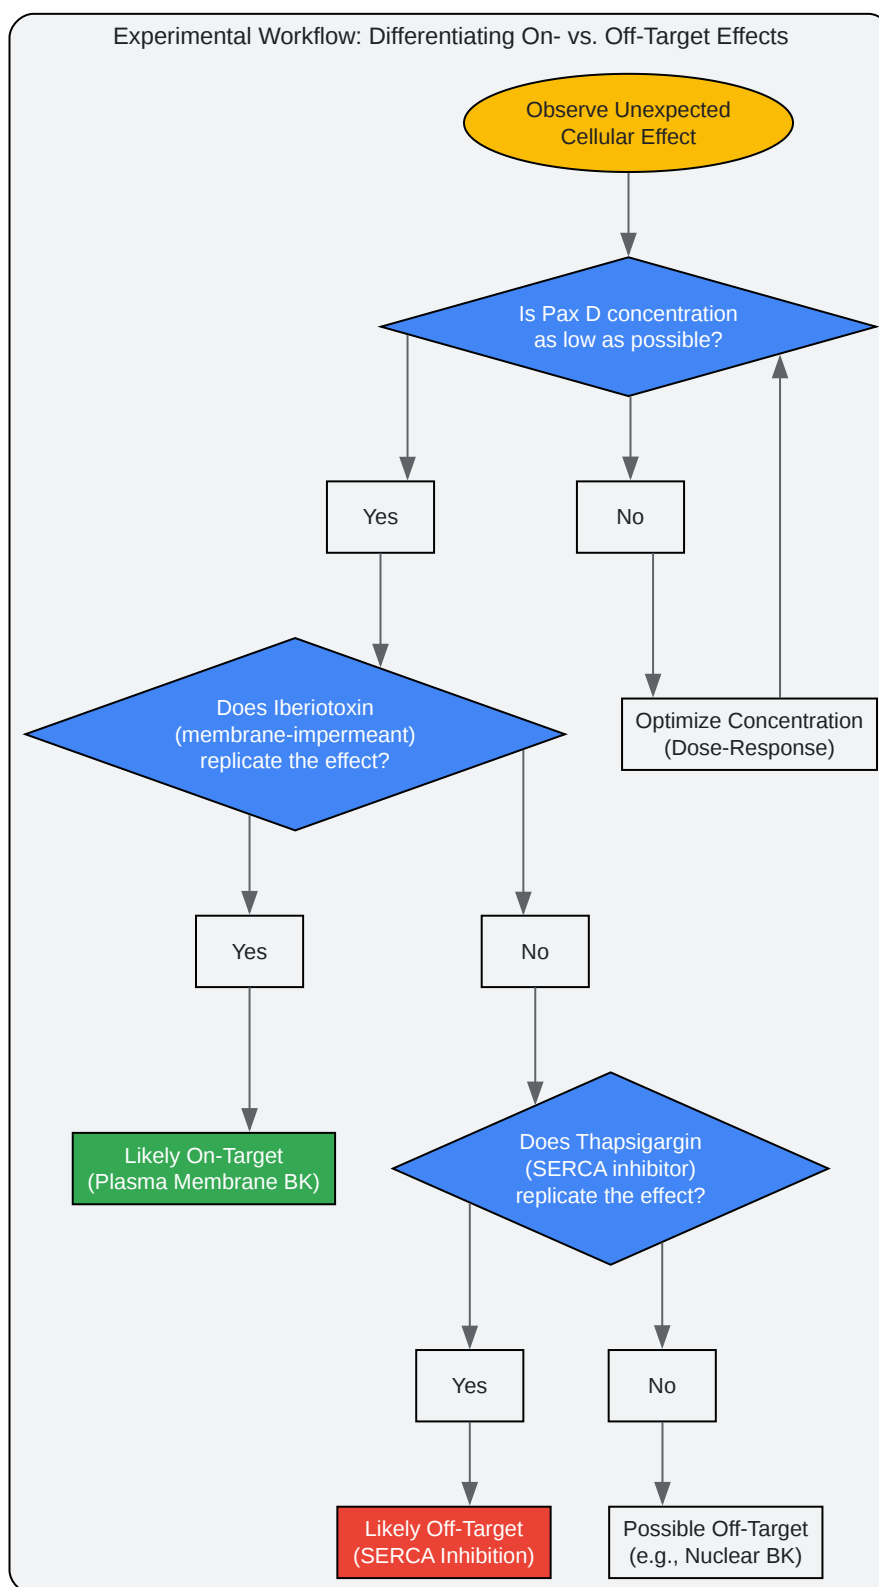 Experimental Workflow: Differentiating On- vs. Off-Target Effects
Observe Unexpected
Cellular Effect
Is Pax D concentration
as low as possible?
Yes
No
Optimize Concentration
(Dose-Response)
Does Iberiotoxin
(membrane-impermeant)
replicate the effect?
Yes
No
Likely On-Target
(Plasma Membrane BK)
Does Thapsigargin
(SERCA inhibitor)
replicate the effect?
Yes
No
Likely Off-Target
(SERCA Inhibition)
Possible Off-Target
(e.g., Nuclear BK)